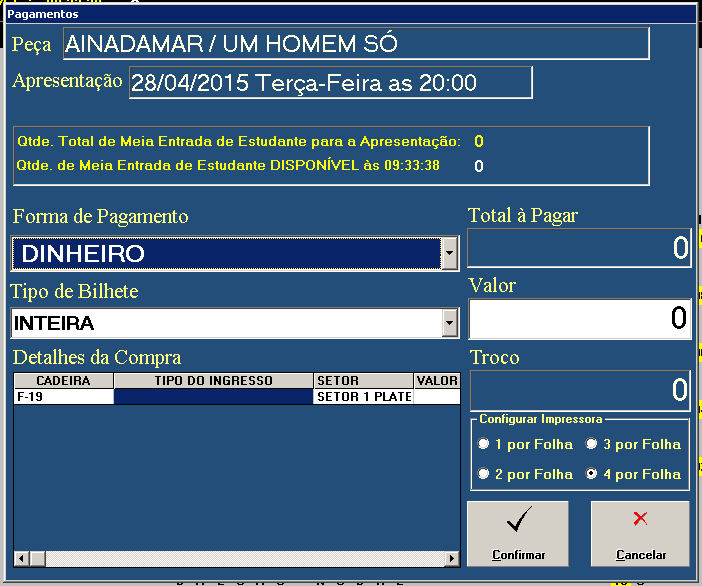 Pagamentos
Peça AINADAMAR / UM HOMEM SÓ
Apresentação 28/04/2015 Terça-Feira as 20:00
Qtde. Total de Meia Entrada de Estudante para a Apresentação: 0
Qtde. de Meia Entrada de Estudante DISPONÍVEL às 09:33:38 0
Forma de Pagamento
DINHEIRO
Total à Pagar
0
Tipo de Bilhete
INTEIRA
Valor
0
Detalhes da Compra
CADEIRA TIPO DO INGRESSO SETOR VALOR
F-19 SETOR 1 PLATE
Troco
0
Configurar Impressora
1 por Folha 3 por Folha
2 por Folha 4 por Folha
Confirmar Cancelar